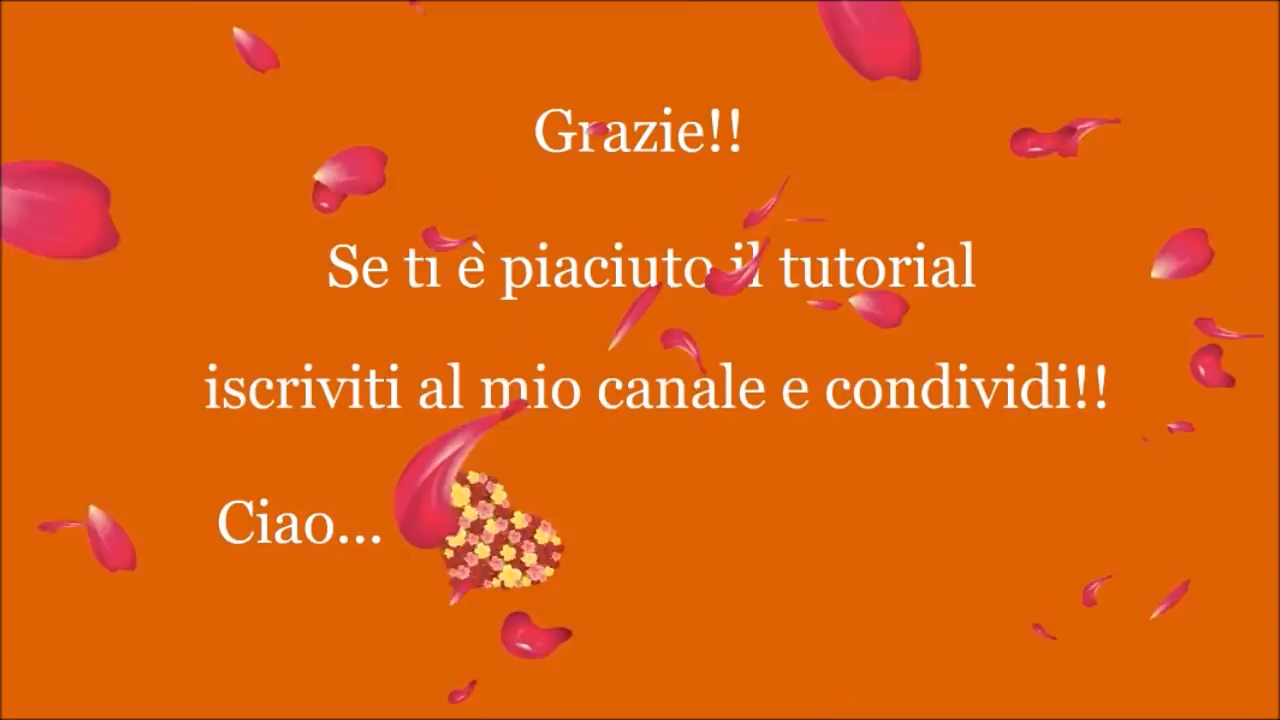 Grazie!!
Se ti è piaciuto il tutorial
iscriviti al mio canale e condividi!!
Ciao...